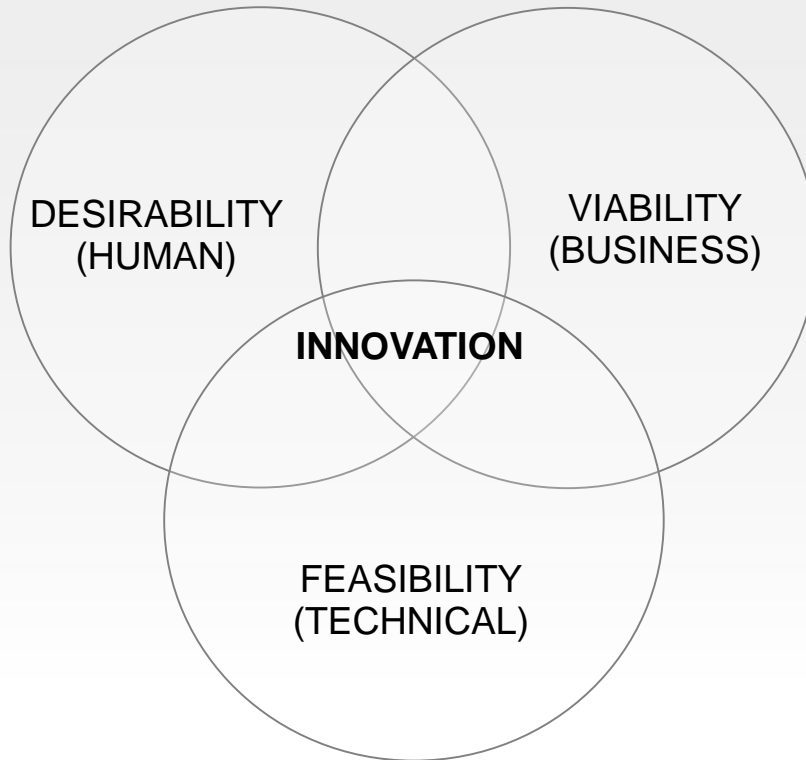 DESIRABILITY
(HUMAN)
VIABILITY
(BUSINESS)
INNOVATION
FEASIBILITY
(TECHNICAL)